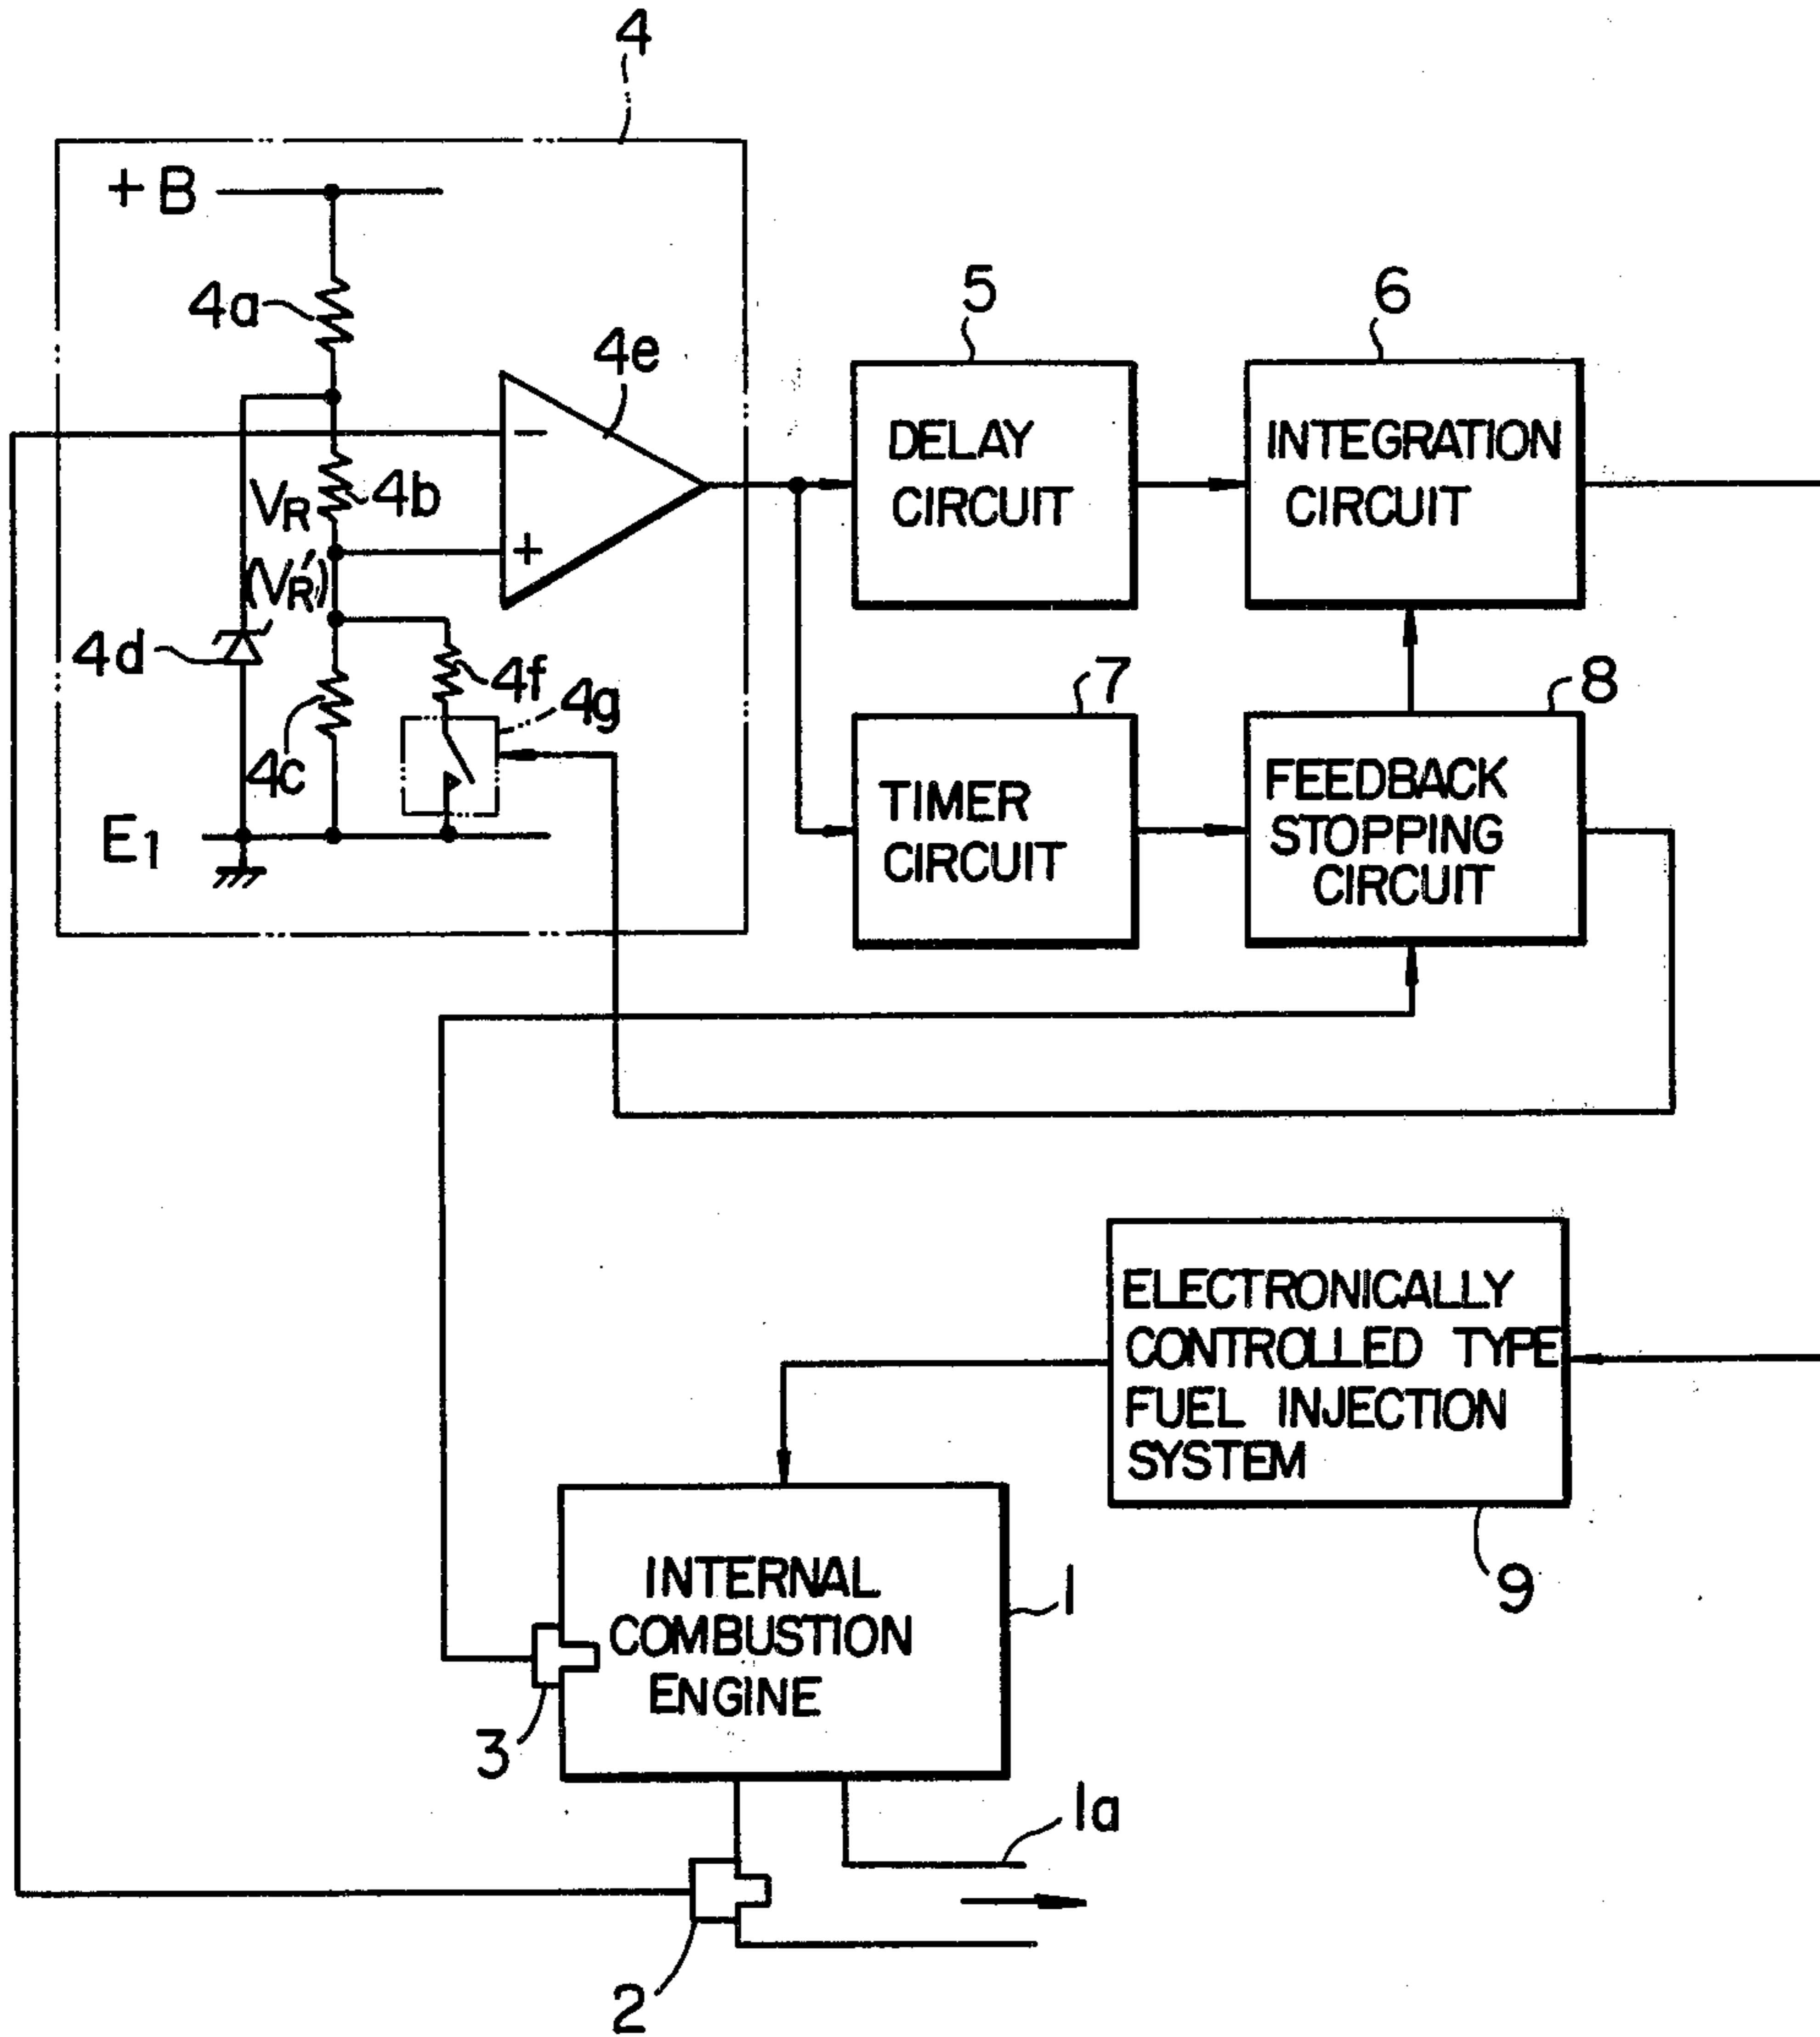 4
+B
4a
4e
VR
4b
(VR')
-
+
4d
4f
4g
4c
E1
5
DELAY
CIRCUIT
6
INTEGRATION
CIRCUIT
7
TIMER
CIRCUIT
8
FEEDBACK
STOPPING
CIRCUIT
ELECTRONICALLY
CONTROLLED TYPE
FUEL INJECTION
SYSTEM
9
INTERNAL
COMBUSTION
ENGINE
1
3
1a
2